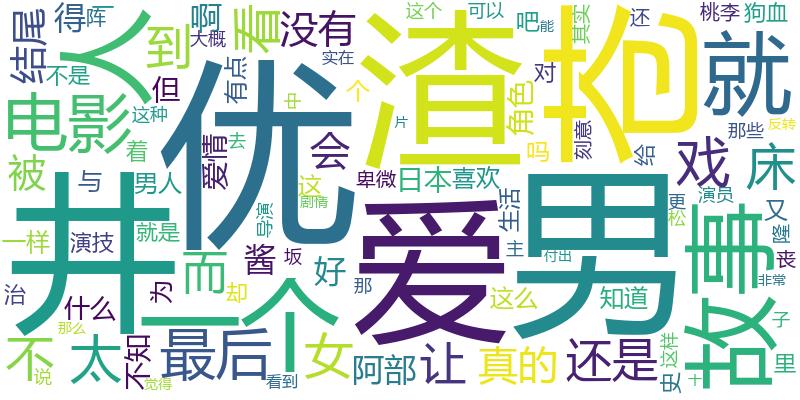 结尾
得
阵
人
到
啊
看
没有
渣
这个
可以
吧
能
苍
其实
还
桃李
狗血
大概
不是
但
有点
实在
个
对
就
电影
这种
优
中
角色
刻意
那些
反转
被
着
爱情
去
会
片
吗
给
戏
床
与
男人
卑微
日本
喜欢
井
这
剧情
导演
爱
生活
男
更
演员
又
一样
演技
就是
酱
坂
主
松
故事
丧
而
好
那
付出
非常
治
什么
为
却
一个
这么
知道
子
那么
不
说
太
不知
最后
女
阿部
让
真的
还是
这样
里
觉得
看到
史
十